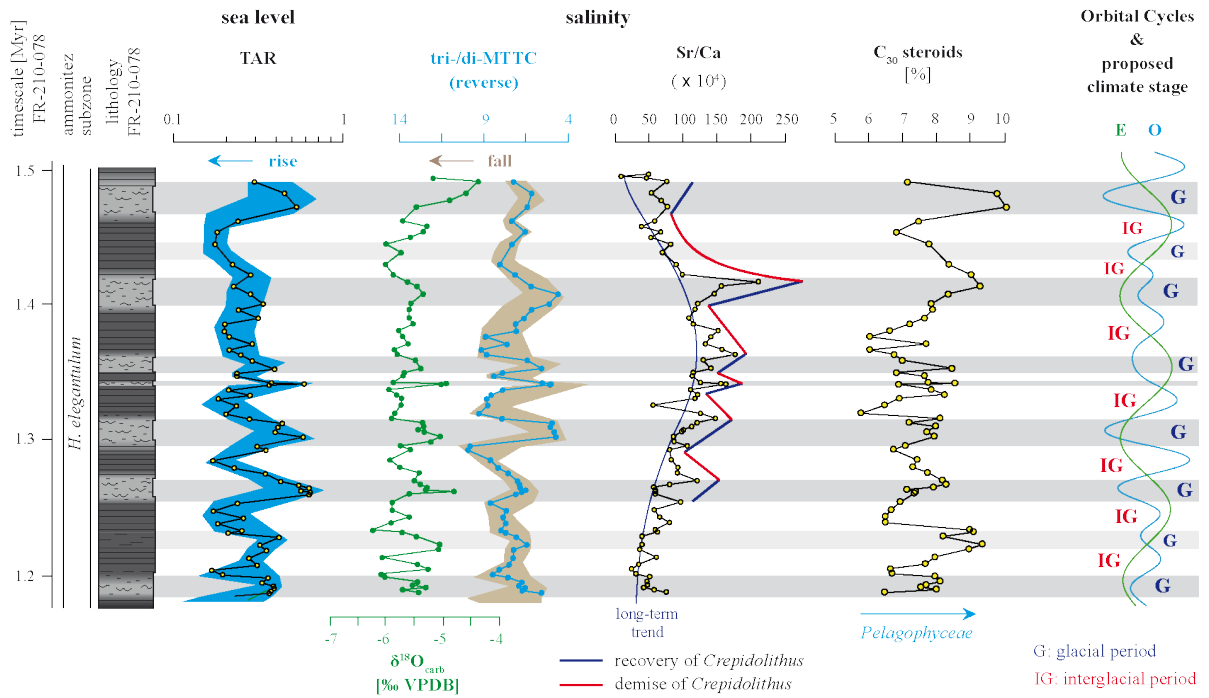 sea level
salinity
Orbital Cycles
&
proposed
climate stage
timescale [Myr]
FR-210-078
ammonitez
subzone
lithology
FR-210-078
TAR
tri-/di-MTTC
(reverse)
Sr/Ca
( x 10⁴)
C₃₀ steroids
[%]
0.1 1
14 9 4
0 50 100 150 200 250
5 6 7 8 9 10
E O
rise
fall
1.5
1.4
1.3
1.2
H. elegantulum
G
IG
G
IG
G
IG
G
IG
G
IG
G
IG
G
IG
G
long-term
trend
Pelagophyceae
-7 -6 -5 -4
δ¹⁸Ocarb
[‰ VPDB]
recovery of Crepidolithus
demise of Crepidolithus
G: glacial period
IG: interglacial period